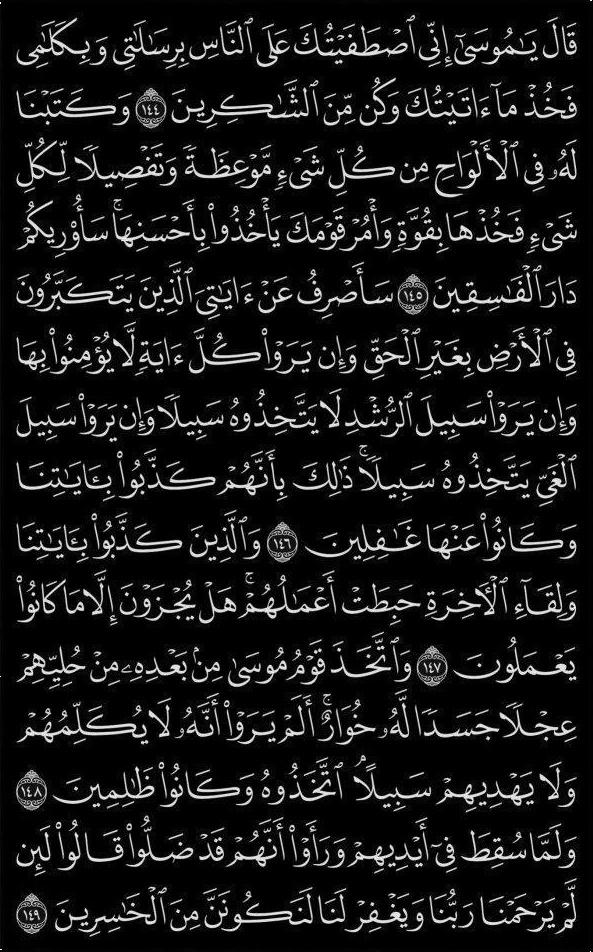 قَالَ يَـٰمُوسَىٰٓ إِنِّى ٱصْطَفَيْتُكَ عَلَى ٱلنَّاسِ بِرِسَـٰلَـٰتِى وَبِكَلَـٰمِى
فَخُذْ مَآ ءَاتَيْتُكَ وَكُن مِّنَ ٱلشَّـٰكِرِينَ ١٤٤ وَكَتَبْنَا
لَهُۥ فِى ٱلْأَلْوَاحِ مِن كُلِّ شَىْءٍ مَّوْعِظَةً وَتَفْصِيلًا لِّكُلِّ
شَىْءٍ فَخُذْهَا بِقُوَّةٍ وَأْمُرْ قَوْمَكَ يَأْخُذُوا۟ بِأَحْسَنِهَا ۚ سَأُو۟رِيكُمْ
دَارَ ٱلْفَـٰسِقِينَ ١٤٥ سَأَصْرِفُ عَنْ ءَايَـٰتِىَ ٱلَّذِينَ يَتَكَبَّرُونَ
فِى ٱلْأَرْضِ بِغَيْرِ ٱلْحَقِّ وَإِن يَرَوْا۟ كُلَّ ءَايَةٍ لَّا يُؤْمِنُوا۟ بِهَا
وَإِن يَرَوْا۟ سَبِيلَ ٱلرُّشْدِ لَا يَتَّخِذُوهُ سَبِيلًا وَإِن يَرَوْا۟ سَبِيلَ
ٱلْغَىِّ يَتَّخِذُوهُ سَبِيلًا ۚ ذَٰلِكَ بِأَنَّهُمْ كَذَّبُوا۟ بِـَٔايَـٰتِنَا
وَكَانُوا۟ عَنْهَا غَـٰفِلِينَ ١٤٦ وَٱلَّذِينَ كَذَّبُوا۟ بِـَٔايَـٰتِنَا
وَلِقَآءِ ٱلْـَٔاخِرَةِ حَبِطَتْ أَعْمَـٰلُهُمْ ۚ هَلْ يُجْزَوْنَ إِلَّا مَا كَانُوا۟
يَعْمَلُونَ ١٤٧ وَٱتَّخَذَ قَوْمُ مُوسَىٰ مِنۢ بَعْدِهِۦ مِنْ حُلِيِّهِمْ
عِجْلًا جَسَدًا لَّهُۥ خُوَارٌ ۚ أَلَمْ يَرَوْا۟ أَنَّهُۥ لَا يُكَلِّمُهُمْ
وَلَا يَهْدِيهِمْ سَبِيلًا ۘ ٱتَّخَذُوهُ وَكَانُوا۟ ظَـٰلِمِينَ ١٤٨
وَلَمَّا سُقِطَ فِىٓ أَيْدِيهِمْ وَرَأَوْا۟ أَنَّهُمْ قَدْ ضَلُّوا۟ قَالُوا۟ لَئِن
لَّمْ يَرْحَمْنَا رَبُّنَا وَيَغْفِرْ لَنَا لَنَكُونَنَّ مِنَ ٱلْخَـٰسِرِينَ ١٤٩